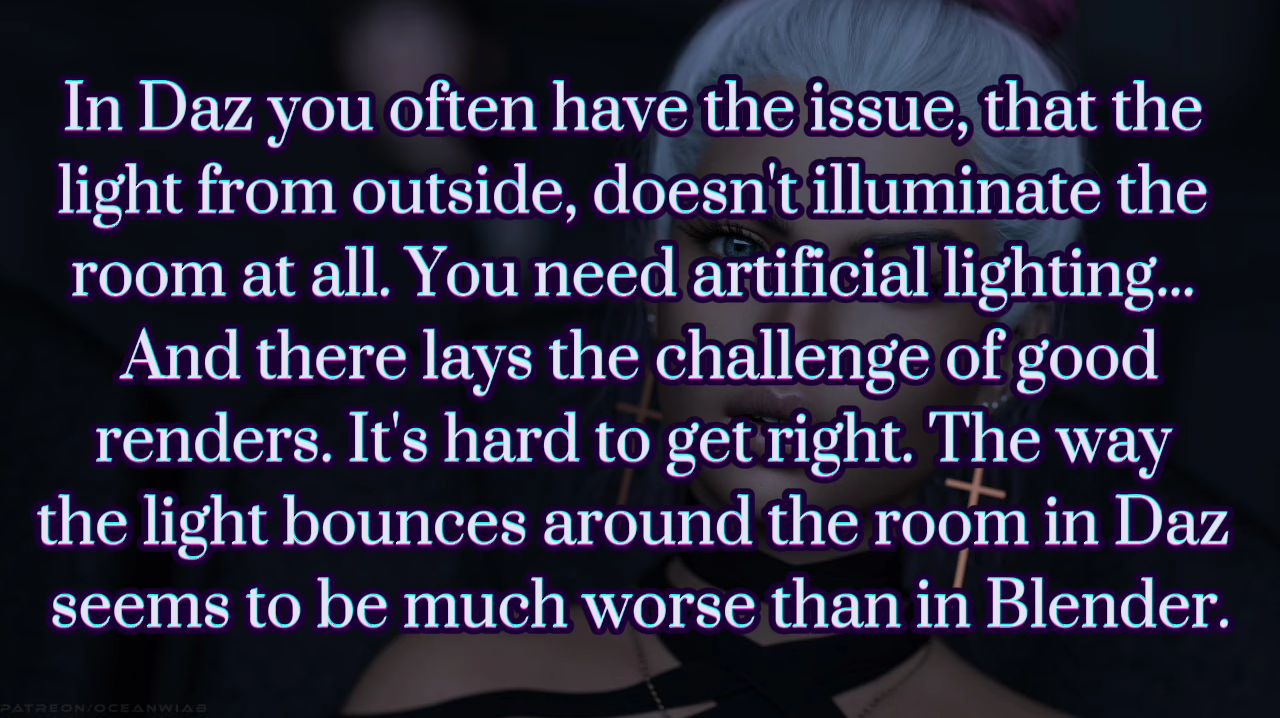 In Daz you often have the issue, that the
light from outside, doesn't illuminate the
room at all. You need artificial lighting...
And there lays the challenge of good
renders. It's hard to get right. The way
the light bounces around the room in Daz
seems to be much worse than in Blender.
PATREON/OCEANWIAB